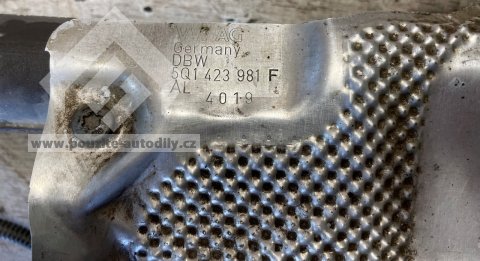 VW AG
Germany
DBW
5Q1 423 981 F
AL 4019
www.pouzite-autodily.cz